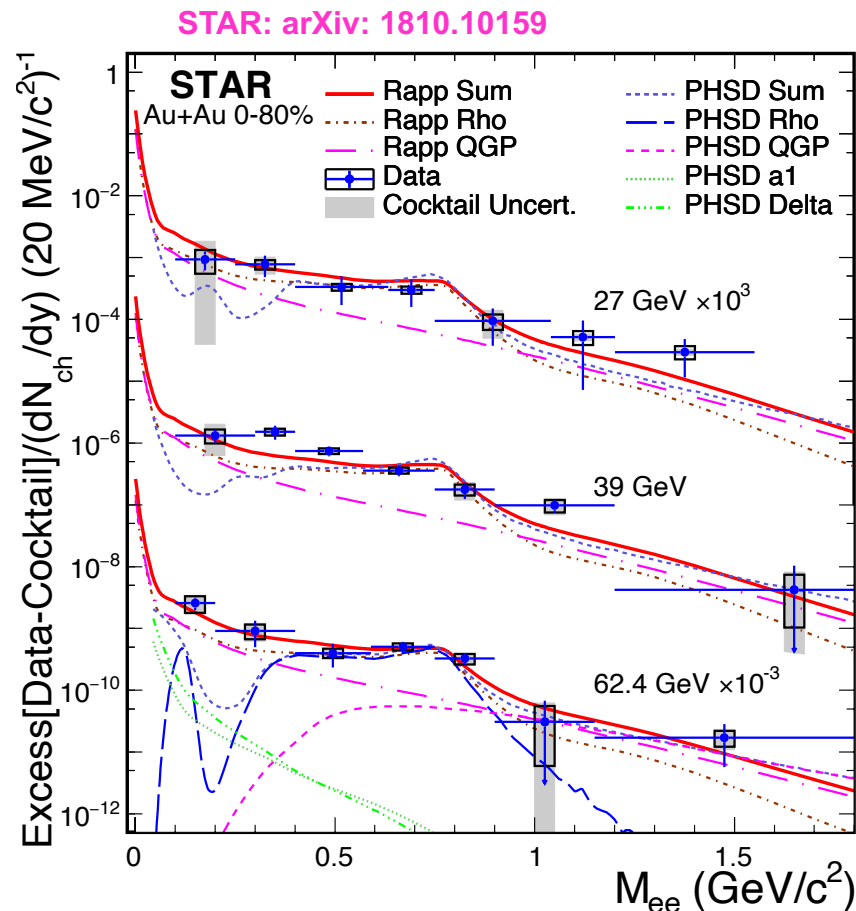 STAR: arXiv: 1810.10159
STAR
Au+Au 0-80%
Rapp Sum
Rapp Rho
Rapp QGP
Data
Cocktail Uncert.
PHSD Sum
PHSD Rho
PHSD QGP
PHSD a1
PHSD Delta
Excess[Data-Cocktail]/(dN_ch/dy) (20 MeV/c²)⁻¹
1
10⁻²
10⁻⁴
10⁻⁶
10⁻⁸
10⁻¹⁰
10⁻¹²
27 GeV ×10³
39 GeV
62.4 GeV ×10⁻³
0 0.5 1 1.5
M_ee (GeV/c²)